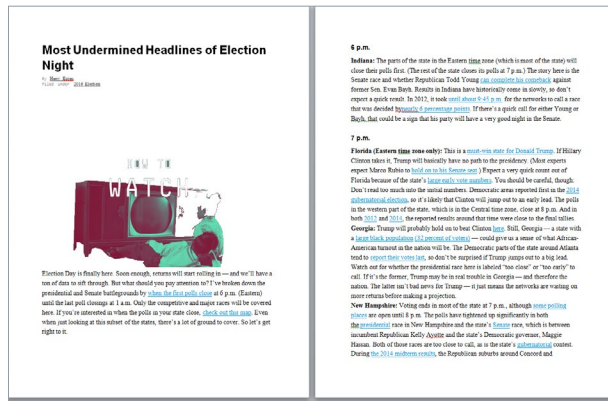 Most Undermined Headlines of Election
Night
By Harry Enten
Filed under 2016 Election
HOW TO
WATCH
Election Day is finally here. Soon enough, returns will start rolling in — and we'll have a
ton of data to sift through. But what should you pay attention to? I've broken down the
presidential and Senate battlegrounds by when the first polls close at 6 p.m. (Eastern)
until the last poll closings at 1 a.m. Only the competitive and major races will be covered
here. If you're interested in when the polls in your state close, check out this map. Even
when just looking at this subset of the states, there's a lot of ground to cover. So let's get
right to it.
6 p.m.
Indiana: The parts of the state in the Eastern time zone (which is most of the state) will
close their polls first. (The rest of the state closes its polls at 7 p.m.) The story here is the
Senate race and whether Republican Todd Young can complete his comeback against
former Sen. Evan Bayh. Results in Indiana have historically come in slowly, so don't
expect a quick result. In 2012, it took until about 9:45 p.m. for the networks to call a race
that was decided bynearly 6 percentage points. If there's a quick call for either Young or
Bayh, that could be a sign that his party will have a very good night in the Senate.
7 p.m.
Florida (Eastern time zone only): This is a must-win state for Donald Trump. If Hillary
Clinton takes it, Trump will basically have no path to the presidency. (Most experts
expect Marco Rubio to hold on to his Senate seat.) Expect a very quick count out of
Florida because of the state's large early vote numbers. You should be careful, though.
Don't read too much into the initial numbers. Democratic areas reported first in the 2014
gubernatorial election, so it's likely that Clinton will jump out to an early lead. The polls
in the western part of the state, which is in the Central time zone, close at 8 p.m. And in
both 2012 and 2014, the reported results around that time were close to the final tallies.
Georgia: Trump will probably hold on to beat Clinton here. Still, Georgia — a state with
a large black population (32 percent of voters) — could give us a sense of what African-
American turnout in the nation will be. The Democratic parts of the state around Atlanta
tend to report their votes last, so don't be surprised if Trump jumps out to a big lead.
Watch out for whether the presidential race here is labeled "too close" or "too early" to
call. If it's the former, Trump may be in real trouble in Georgia — and therefore the
nation. The latter isn't bad news for Trump — it just means the networks are waiting on
more returns before making a projection.
New Hampshire: Voting ends in most of the state at 7 p.m., although some polling
places are open until 8 p.m. The polls have tightened up significantly in both
the presidential race in New Hampshire and the state's Senate race, which is between
incumbent Republican Kelly Ayotte and the state's Democratic governor, Maggie
Hassan. Both of those races are too close to call, as is the state's gubernatorial contest.
During the 2014 midterm results, the Republican suburbs around Concord and